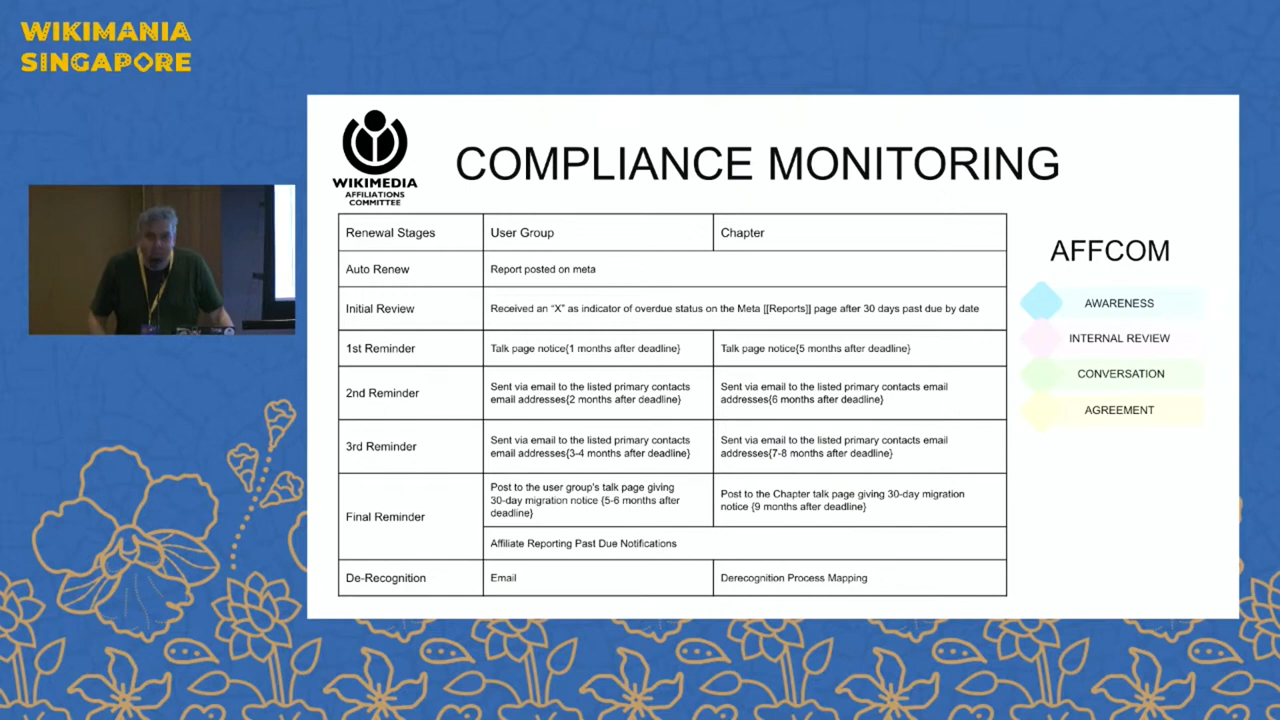 WIKIMANIA
SINGAPORE
WIKIMEDIA
AFFILIATIONS
COMMITTEE
COMPLIANCE MONITORING
Renewal Stages
User Group
Chapter
Auto Renew
Report posted on meta
Initial Review
Received an “X” as indicator of overdue status on the Meta [[Reports]] page after 30 days past due by date
1st Reminder
Talk page notice{1 months after deadline}
Talk page notice{5 months after deadline}
2nd Reminder
Sent via email to the listed primary contacts
email addresses{2 months after deadline}
Sent via email to the listed primary contacts email
addresses{6 months after deadline}
3rd Reminder
Sent via email to the listed primary contacts
email addresses{3-4 months after deadline}
Sent via email to the listed primary contacts email
addresses{7-8 months after deadline}
Final Reminder
Post to the user group's talk page giving
30-day migration notice {5-6 months after
deadline}
Post to the Chapter talk page giving 30-day migration
notice {9 months after deadline}
Affiliate Reporting Past Due Notifications
De-Recognition
Email
Derecognition Process Mapping
AFFCOM
AWARENESS
INTERNAL REVIEW
CONVERSATION
AGREEMENT